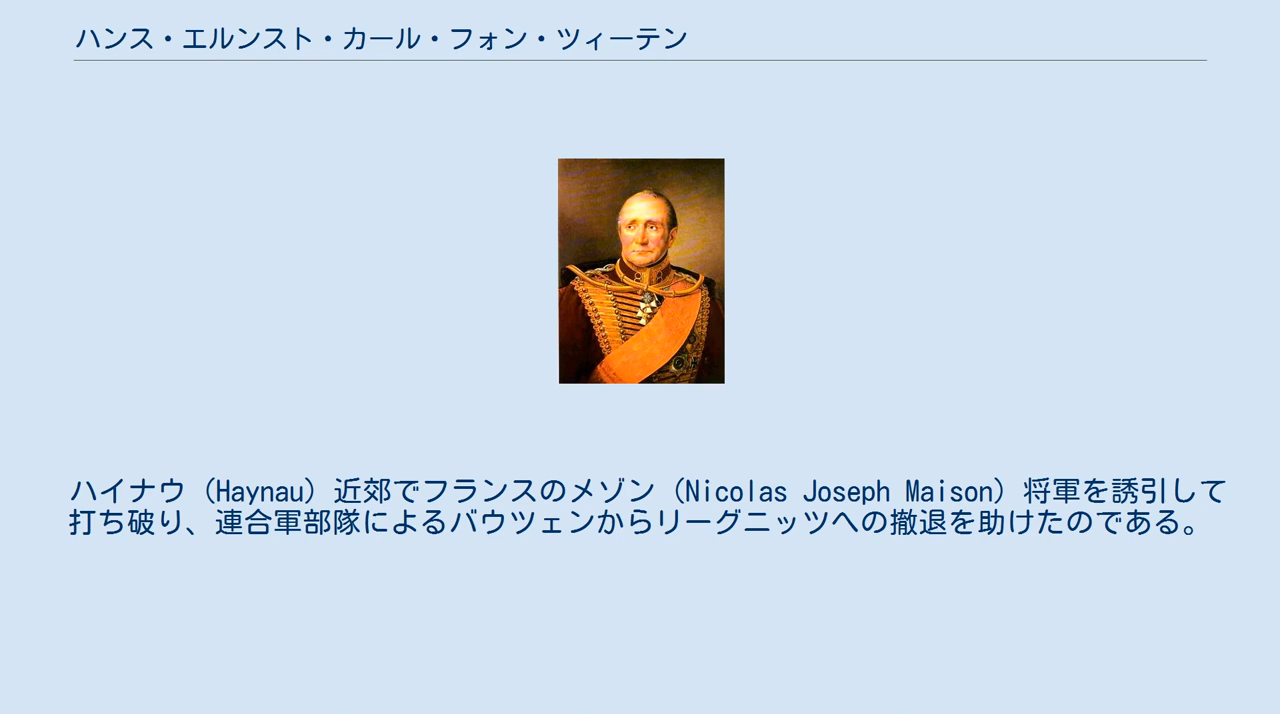 ハンス・エルンスト・カール・フォン・ツィーテン
ハイナウ（Haynau）近郊でフランスのメゾン（Nicolas Joseph Maison）将軍を誘引して
打ち破り、連合軍部隊によるバウツェンからリーグニッツへの撤退を助けたのである。